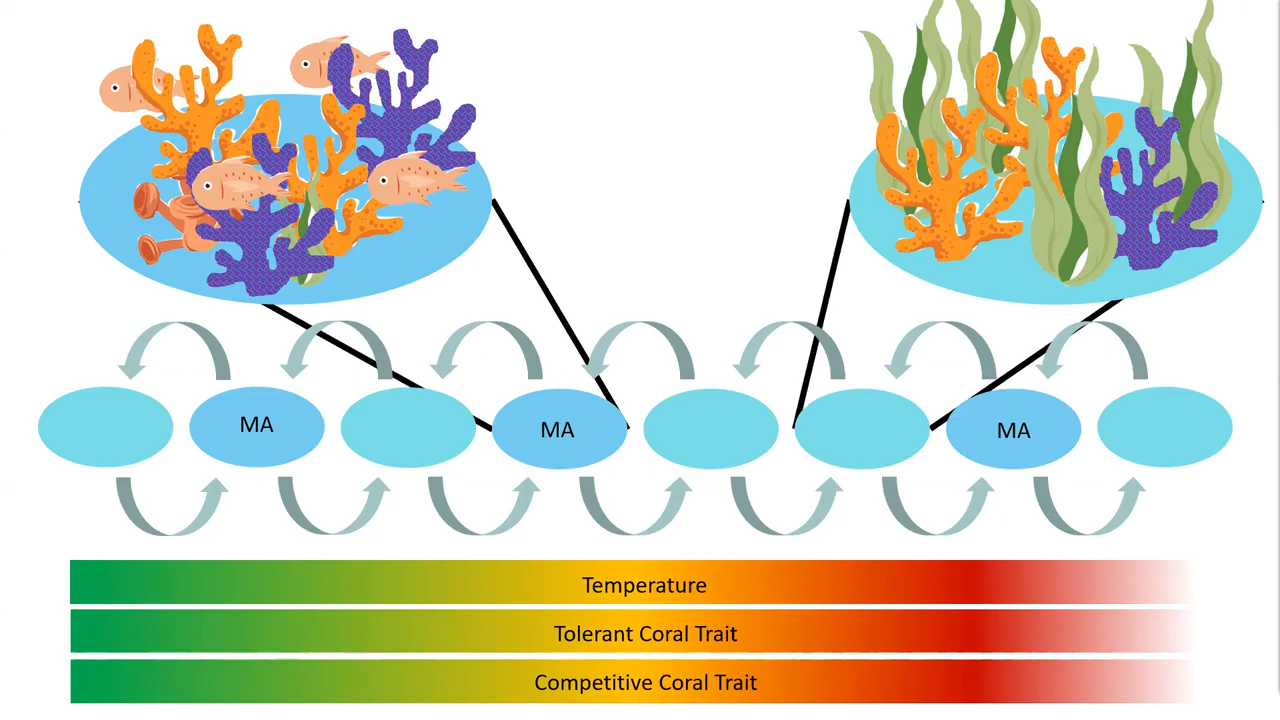 MA
MA
MA
Temperature
Tolerant Coral Trait
Competitive Coral Trait